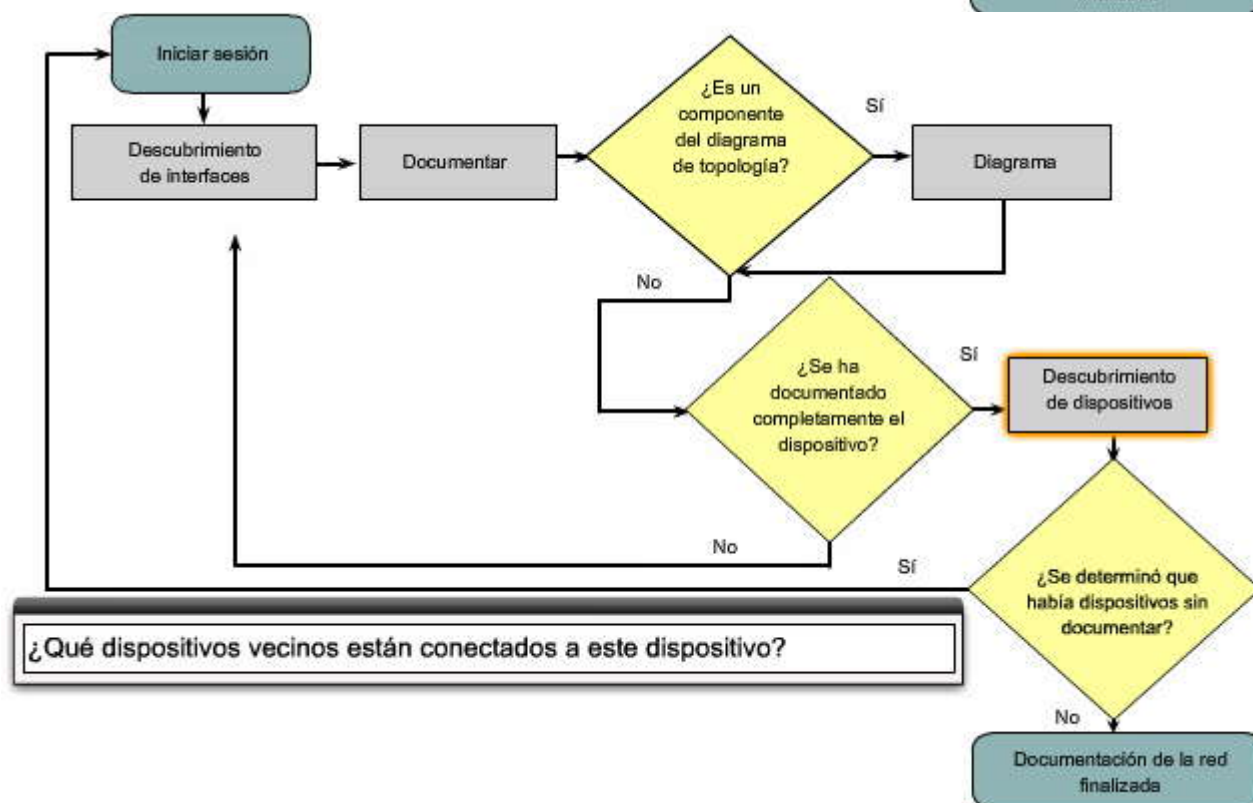 Iniciar sesión
Descubrimiento
de interfaces
Documentar
¿Es un
componente
del diagrama
de topología?
Sí
Diagrama
No
¿Se ha
documentado
completamente el
dispositivo?
Sí
Descubrimiento
de dispositivos
No
Sí
¿Se determinó que
había dispositivos sin
documentar?
¿Qué dispositivos vecinos están conectados a este dispositivo?
No
Documentación de la red
finalizada